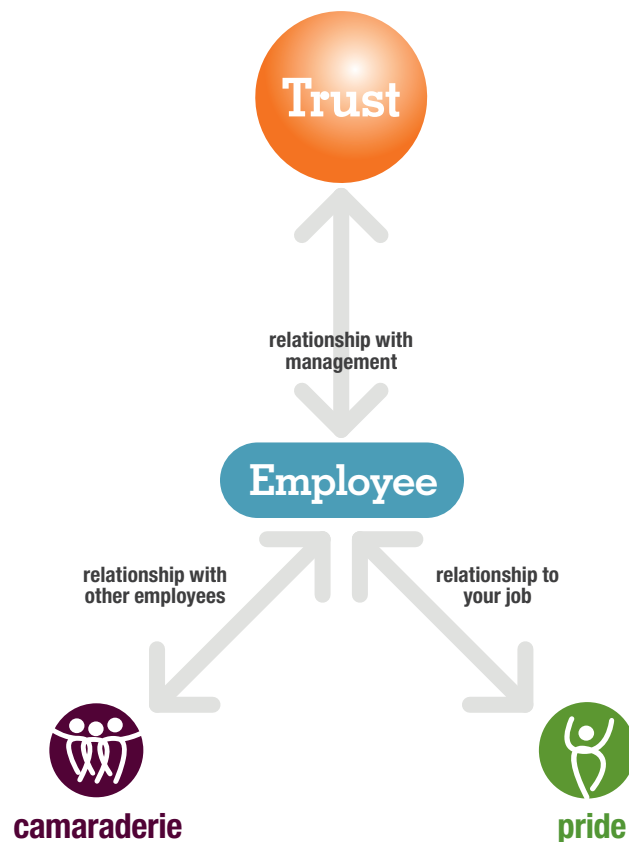 Trust
relationship with
management
Employee
relationship with
other employees
relationship to
your job
camaraderie
pride